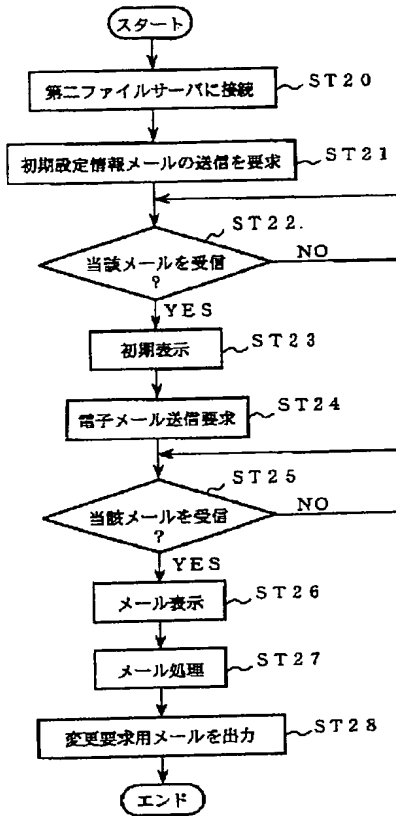 スタート
第二ファイルサーバに接続
ST20
初期設定情報メールの送信を要求
ST21
ST22.
当該メールを受信
?
NO
YES
初期表示
ST23
電子メール送信要求
ST24
ST25
当該メールを受信
?
NO
YES
メール表示
ST26
メール処理
ST27
変更要求用メールを出力
ST28
エンド